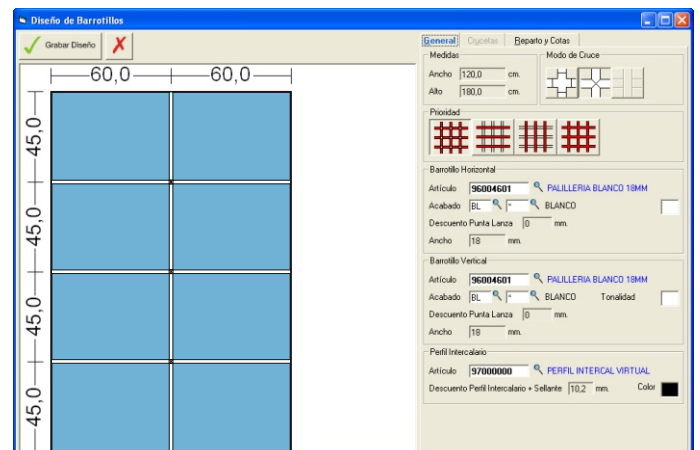 Diseño de Barrotillos
Grabar Diseño
General Crucetas Reparto y Cotas
Medidas
Ancho 120,0 cm.
Alto 180,0 cm.
Modo de Cruce
Prioridad
Barrotillo Horizontal
Artículo 96004601 PALILLERIA BLANCO 18MM
Acabado BL * BLANCO
Descuento Punta Lanza 0 mm.
Ancho 18 mm.
Barrotillo Vertical
Artículo 96004601 PALILLERIA BLANCO 18MM
Acabado BL * BLANCO Tonalidad
Descuento Punta Lanza 0 mm.
Ancho 18 mm.
Perfil Intercalario
Artículo 97000000 PERFIL INTERCAL VIRTUAL
Descuento Perfil Intercalario + Sellante 10,2 mm. Color
60,0 60,0
45,0
45,0
45,0
45,0